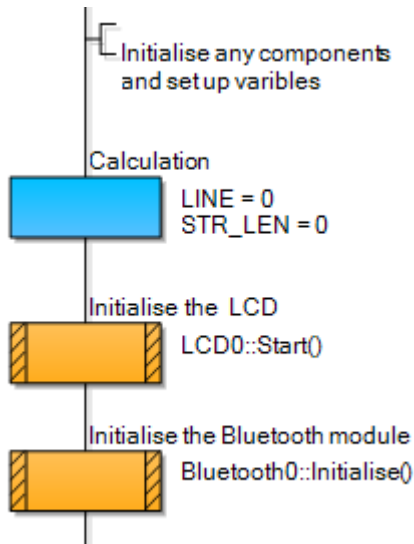 Initialise any components
and set up varibles
Calculation
LINE = 0
STR_LEN = 0
Initialise the LCD
LCD0::Start()
Initialise the Bluetooth module
Bluetooth0::Initialise()